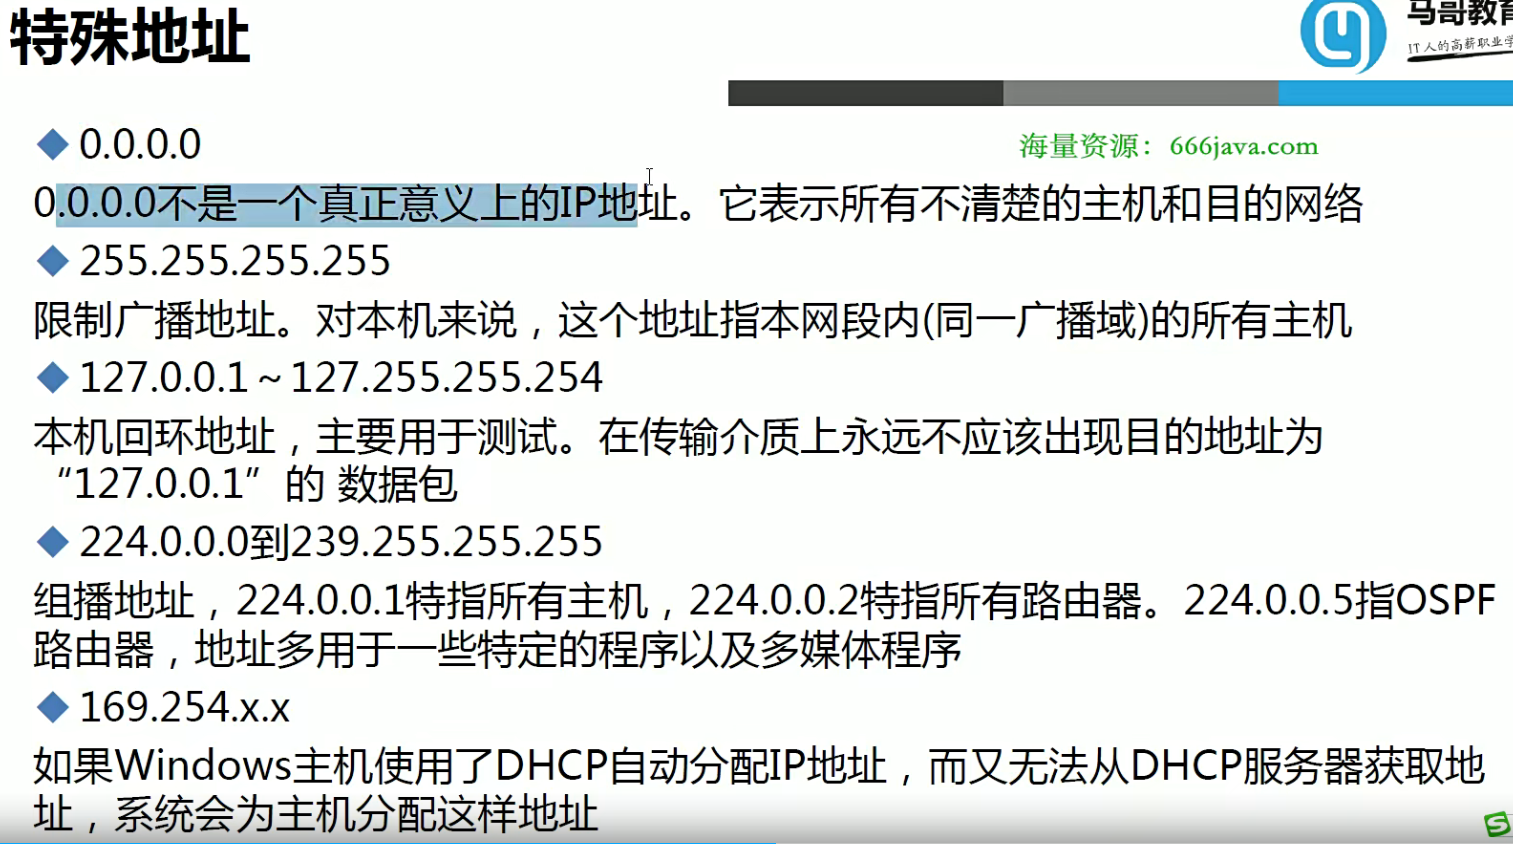 特殊地址
马哥教育
IT人的高薪职业学
海量资源：666java.com
0.0.0.0
0.0.0.0不是一个真正意义上的IP地址。它表示所有不清楚的主机和目的网络
255.255.255.255
限制广播地址。对本机来说，这个地址指本网段内(同一广播域)的所有主机
127.0.0.1～127.255.255.254
本机回环地址，主要用于测试。在传输介质上永远不应该出现目的地址为
“127.0.0.1”的 数据包
224.0.0.0到239.255.255.255
组播地址，224.0.0.1特指所有主机，224.0.0.2特指所有路由器。224.0.0.5指OSPF
路由器，地址多用于一些特定的程序以及多媒体程序
169.254.x.x
如果Windows主机使用了DHCP自动分配IP地址，而又无法从DHCP服务器获取地
址，系统会为主机分配这样地址